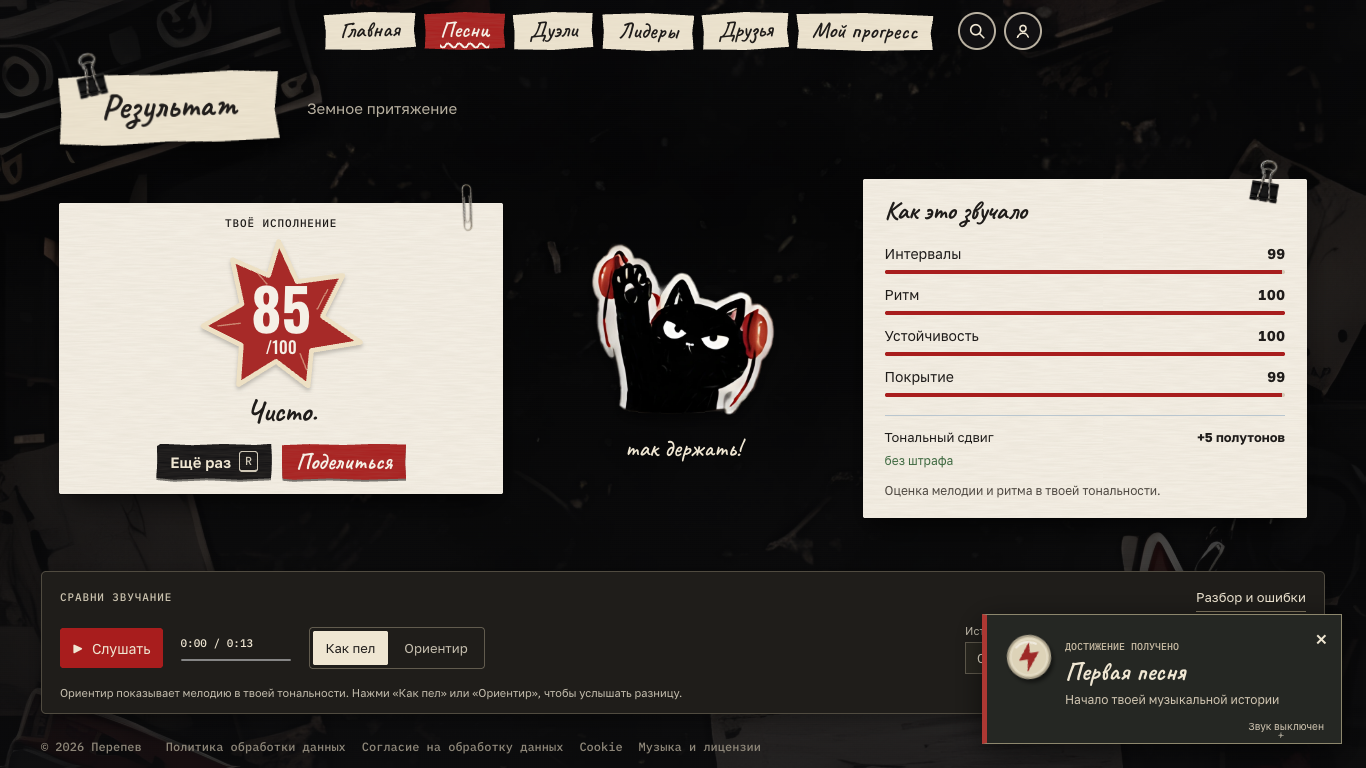 Главная Песни Дуэли Лидеры Друзья Мой прогресс
Результат
Земное притяжение
ТВОЁ ИСПОЛНЕНИЕ
85
/100
Чисто.
Ещё раз R Поделиться
так держать!
Как это звучало
Интервалы 99
Ритм 100
Устойчивость 100
Покрытие 99
Тональный сдвиг +5 полутонов
без штрафа
Оценка мелодии и ритма в твоей тональности.
СРАВНИ ЗВУЧАНИЕ
Разбор и ошибки
Слушать 0:00 / 0:13 Как пел Ориентир
Ориентир показывает мелодию в твоей тональности. Нажми «Как пел» или «Ориентир», чтобы услышать разницу.
ДОСТИЖЕНИЕ ПОЛУЧЕНО
Первая песня
Начало твоей музыкальной истории
Звук выключен
© 2026 Перепев Политика обработки данных Согласие на обработку данных Cookie Музыка и лицензии